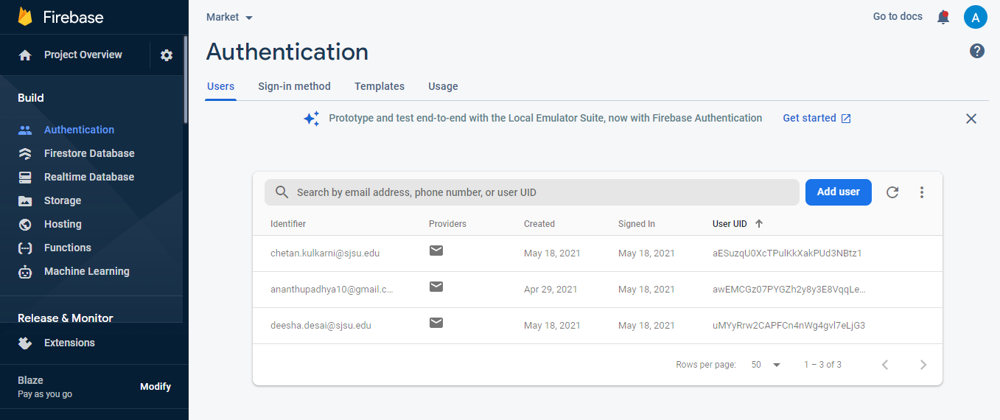 Firebase
Project Overview
Build
Authentication
Firestore Database
Realtime Database
Storage
Hosting
Functions
Machine Learning
Release & Monitor
Extensions
Blaze
Pay as you go
Modify
Market
Go to docs
A
Authentication
?
Users Sign-in method Templates Usage
Prototype and test end-to-end with the Local Emulator Suite, now with Firebase Authentication Get started
Search by email address, phone number, or user UID
Add user
Identifier Providers Created Signed In User UID
chetan.kulkarni@sjsu.edu May 18, 2021 May 18, 2021 aESuzqU0XcTPulKkXakPUd3NBtz1
ananthupadhya10@gmail.c... Apr 29, 2021 May 18, 2021 awEMCGz07PYGZh2y8y3E8VqqLe...
deesha.desai@sjsu.edu May 18, 2021 May 18, 2021 uMYyRrw2CAPFCn4nWg4gvl7eLjG3
Rows per page: 50 1 – 3 of 3